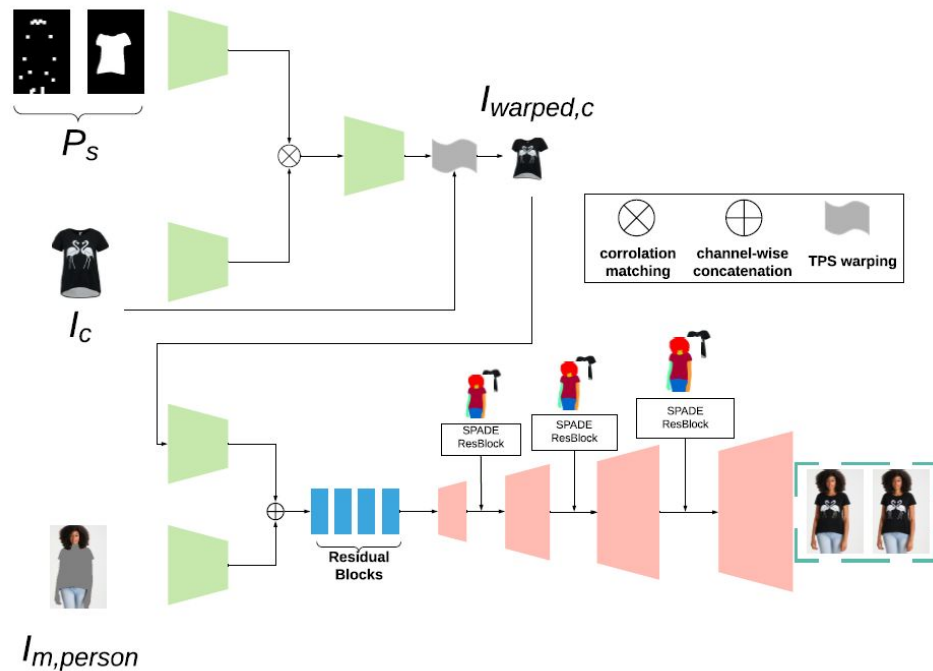 P_s
I_warped,c
I_c
corrolation
matching
channel-wise
concatenation
TPS warping
SPADE
ResBlock
SPADE
ResBlock
SPADE
ResBlock
Residual
Blocks
I_m,person